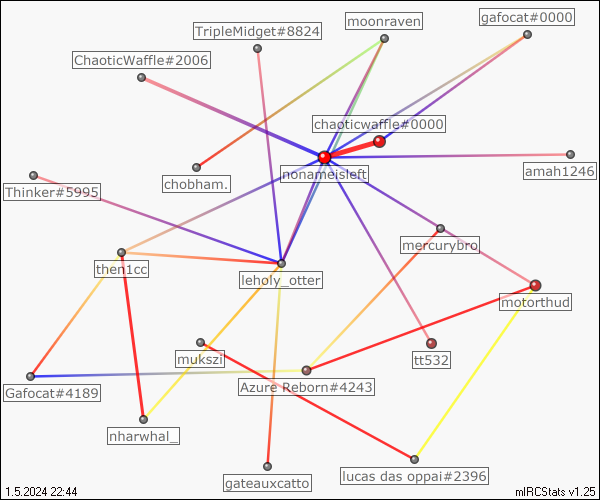 moonraven
gafocat#0000
TripleMidget#8824
ChaoticWaffle#2006
chaoticwaffle#0000
nonameisleft
amah1246
chobham.
Thinker#5995
mercurybro
then1cc
leholy_otter
motorthud
mukszi
tt532
Azure Reborn#4243
Gafocat#4189
nharwhal_
gateauxcatto
lucas das oppai#2396
1.5.2024 22:44
mIRCStats v1.25